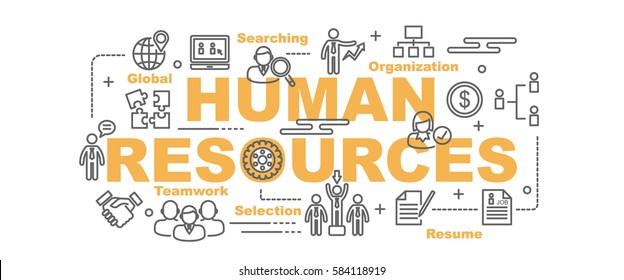 Searching
Global
Organization
HUMAN
RESOURCES
Teamwork
Selection
JOB
Resume
shutterstock.com · 584118919